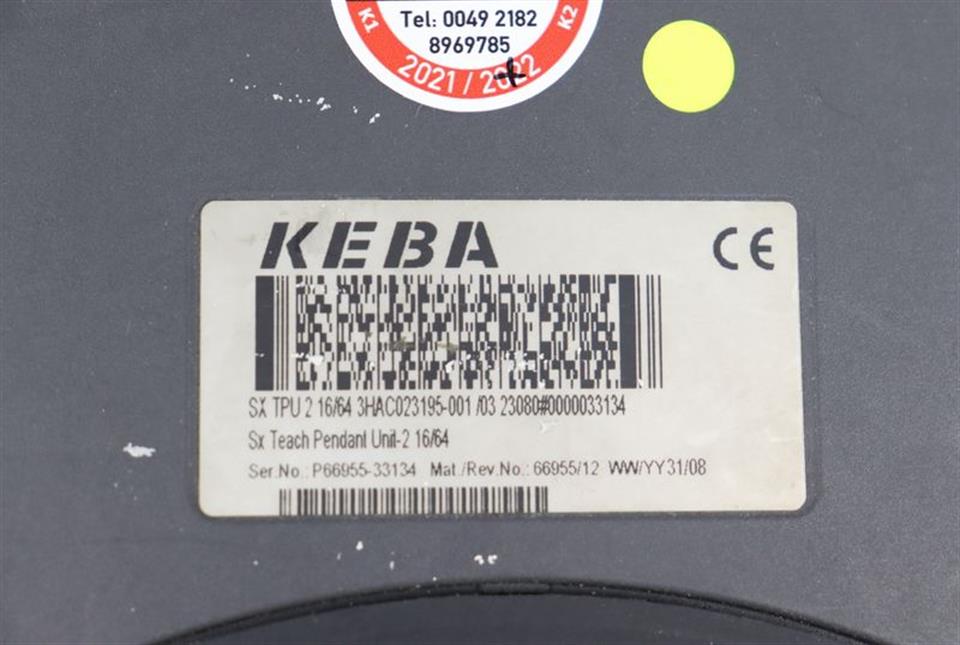 K1 Tel: 0049 2182 K2
8969785
2021 / 2022
KEBA CE
SX TPU 2 16/64 3HAC023195-001 /03 23080#0000033134
Sx Teach Pendant Unit-2 16/64
Ser.No.: P66955-33134 Mat./Rev.No.: 66955/12 WW/YY31/08